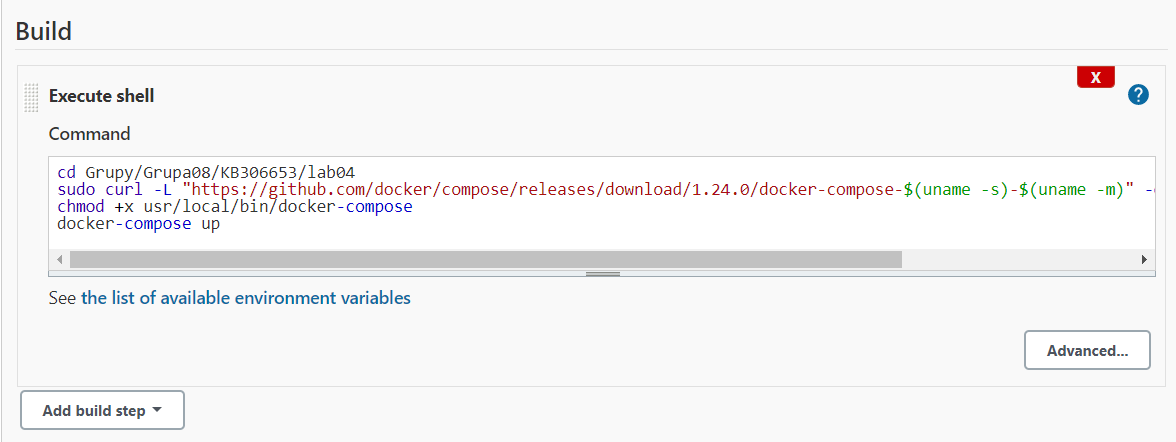 Build
X
Execute shell
?
Command
cd Grupy/Grupa08/KB306653/lab04
sudo curl -L "https://github.com/docker/compose/releases/download/1.24.0/docker-compose-$(uname -s)-$(uname -m)" -
chmod +x usr/local/bin/docker-compose
docker-compose up
See the list of available environment variables
Advanced...
Add build step